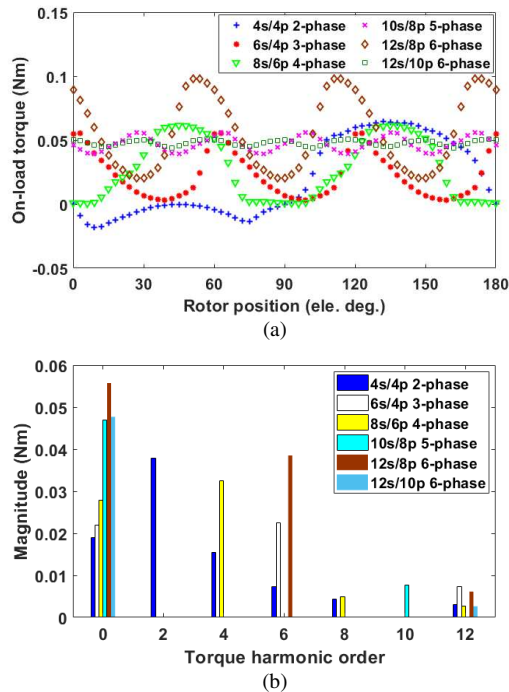 4s/4p 2-phase
6s/4p 3-phase
8s/6p 4-phase
10s/8p 5-phase
12s/8p 6-phase
12s/10p 6-phase
On-load torque (Nm)
0.15
0.1
0.05
0
-0.05
0 30 60 90 120 150 180
Rotor position (ele. deg.)
(a)
Magnitude (Nm)
0.06
0.05
0.04
0.03
0.02
0.01
0
4s/4p 2-phase
6s/4p 3-phase
8s/6p 4-phase
10s/8p 5-phase
12s/8p 6-phase
12s/10p 6-phase
0 2 4 6 8 10 12
Torque harmonic order
(b)